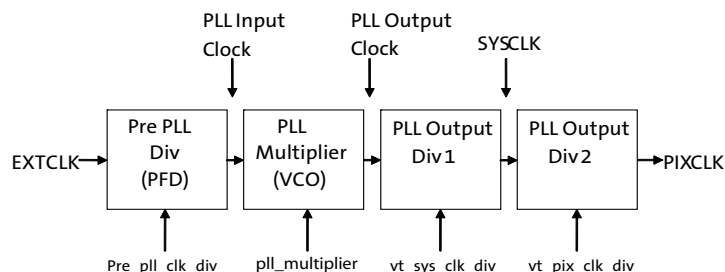 PLL Input
Clock
PLL Output
Clock
SYSCLK
EXTCLK
Pre PLL
Div
(PFD)
PLL
Multiplier
(VCO)
PLL Output
Div 1
PLL Output
Div 2
PIXCLK
Pre_pll_clk_div
pll_multiplier
vt_sys_clk_div
vt_pix_clk_div